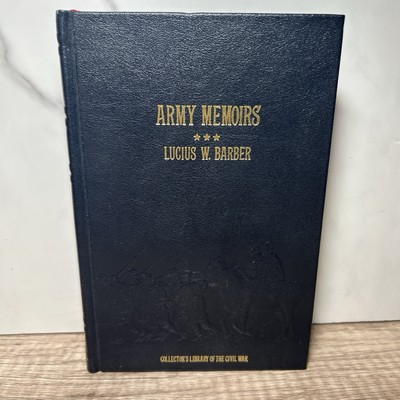 ARMY MEMOIRS
★★★
LUCIUS W. BARBER
COLLECTOR'S LIBRARY OF THE CIVIL WAR